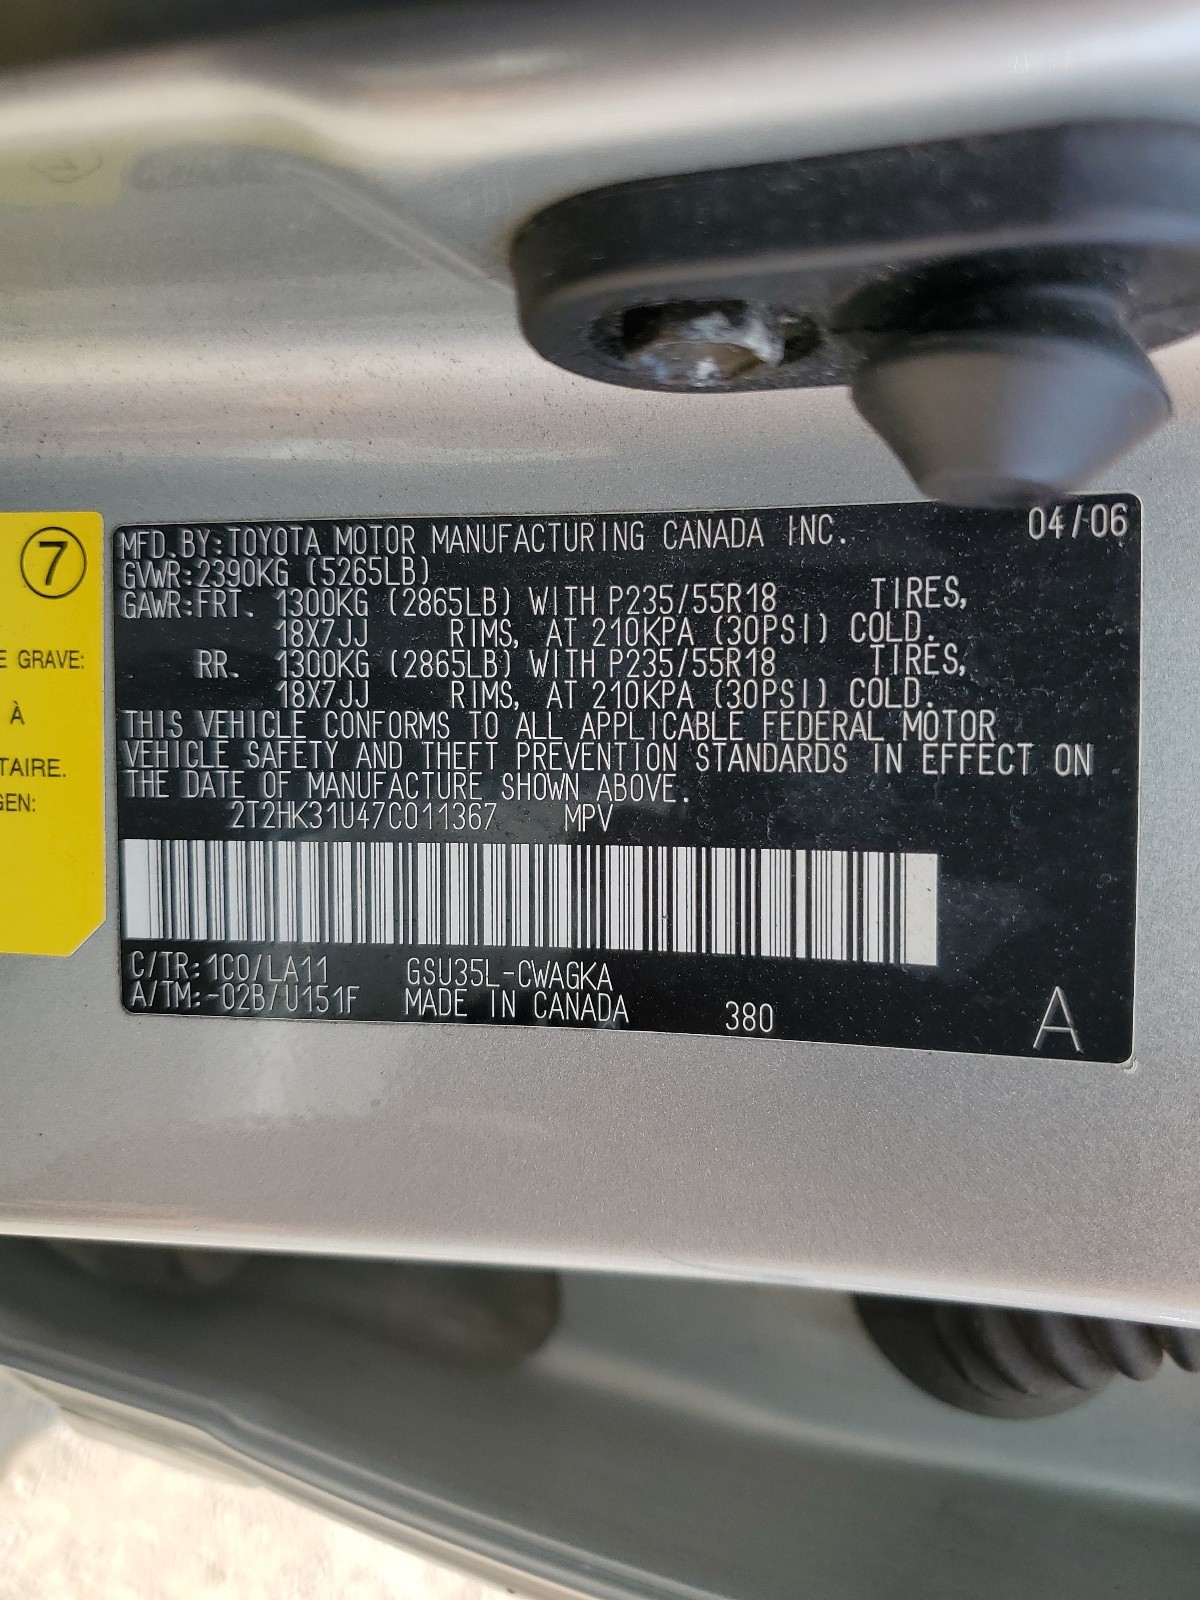 7
E GRAVE:
À
TAIRE.
GEN:
MFD.BY:TOYOTA MOTOR MANUFACTURING CANADA INC. 04/06
GVWR:2390KG (5265LB)
GAWR:FRT. 1300KG (2865LB) WITH P235/55R18 TIRES,
18X7JJ RIMS, AT 210KPA (30PSI) COLD.
RR. 1300KG (2865LB) WITH P235/55R18 TIRES,
18X7JJ RIMS, AT 210KPA (30PSI) COLD.
THIS VEHICLE CONFORMS TO ALL APPLICABLE FEDERAL MOTOR
VEHICLE SAFETY AND THEFT PREVENTION STANDARDS IN EFFECT ON
THE DATE OF MANUFACTURE SHOWN ABOVE.
2T2HK31U47C011367 MPV
C/TR:1C0/LA11 GSU35L-CWAGKA
A/TM:-02B/U151F MADE IN CANADA 380 A